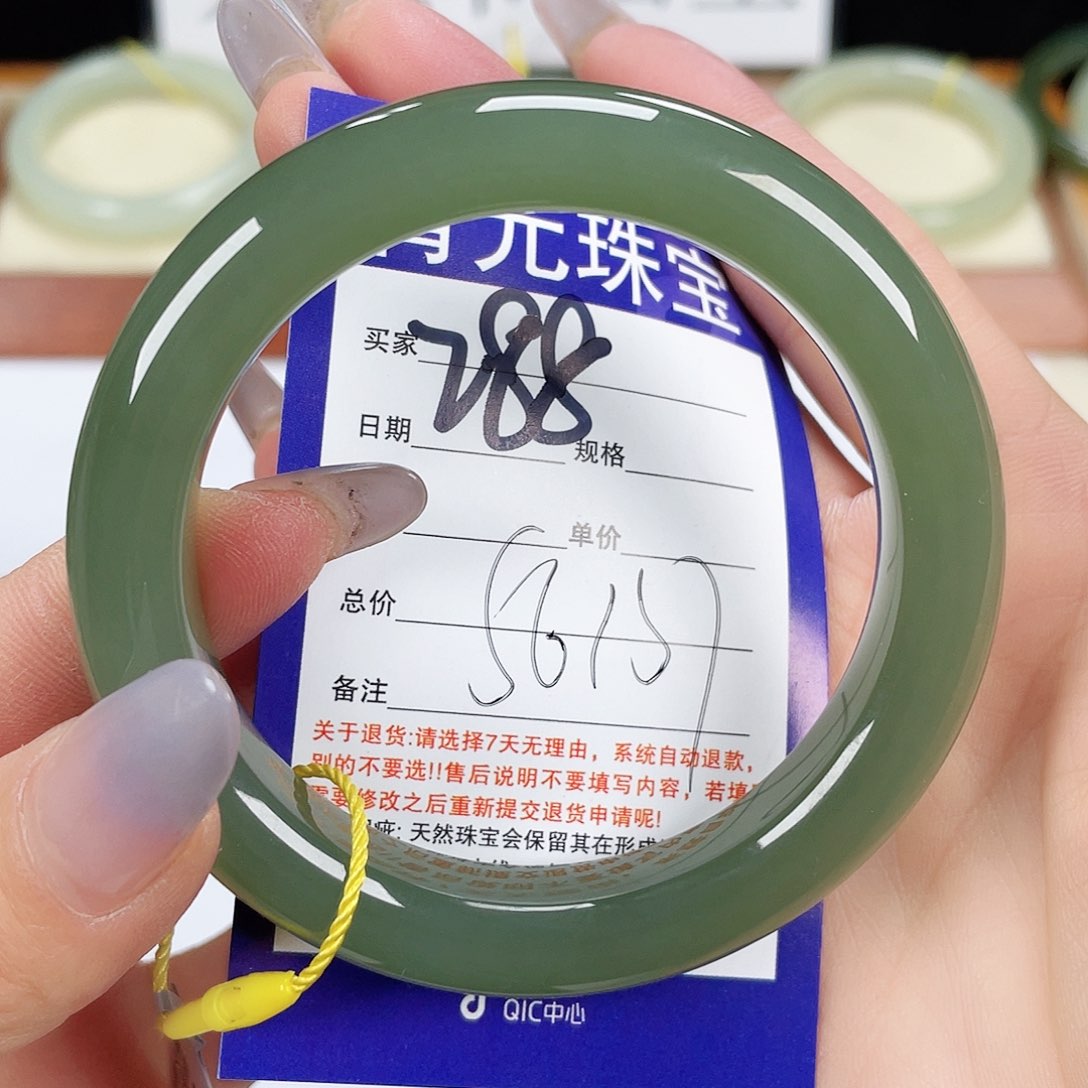 元珠宝
买家
788
日期 规格
单价
总价
备注
关于退货:请选择7天无理由，系统自动退款，
别的不要选!!售后说明不要填写内容，若填
需要修改之后重新提交退货申请呢!
瑕疵: 天然珠宝会保留其在形成
QIC中心